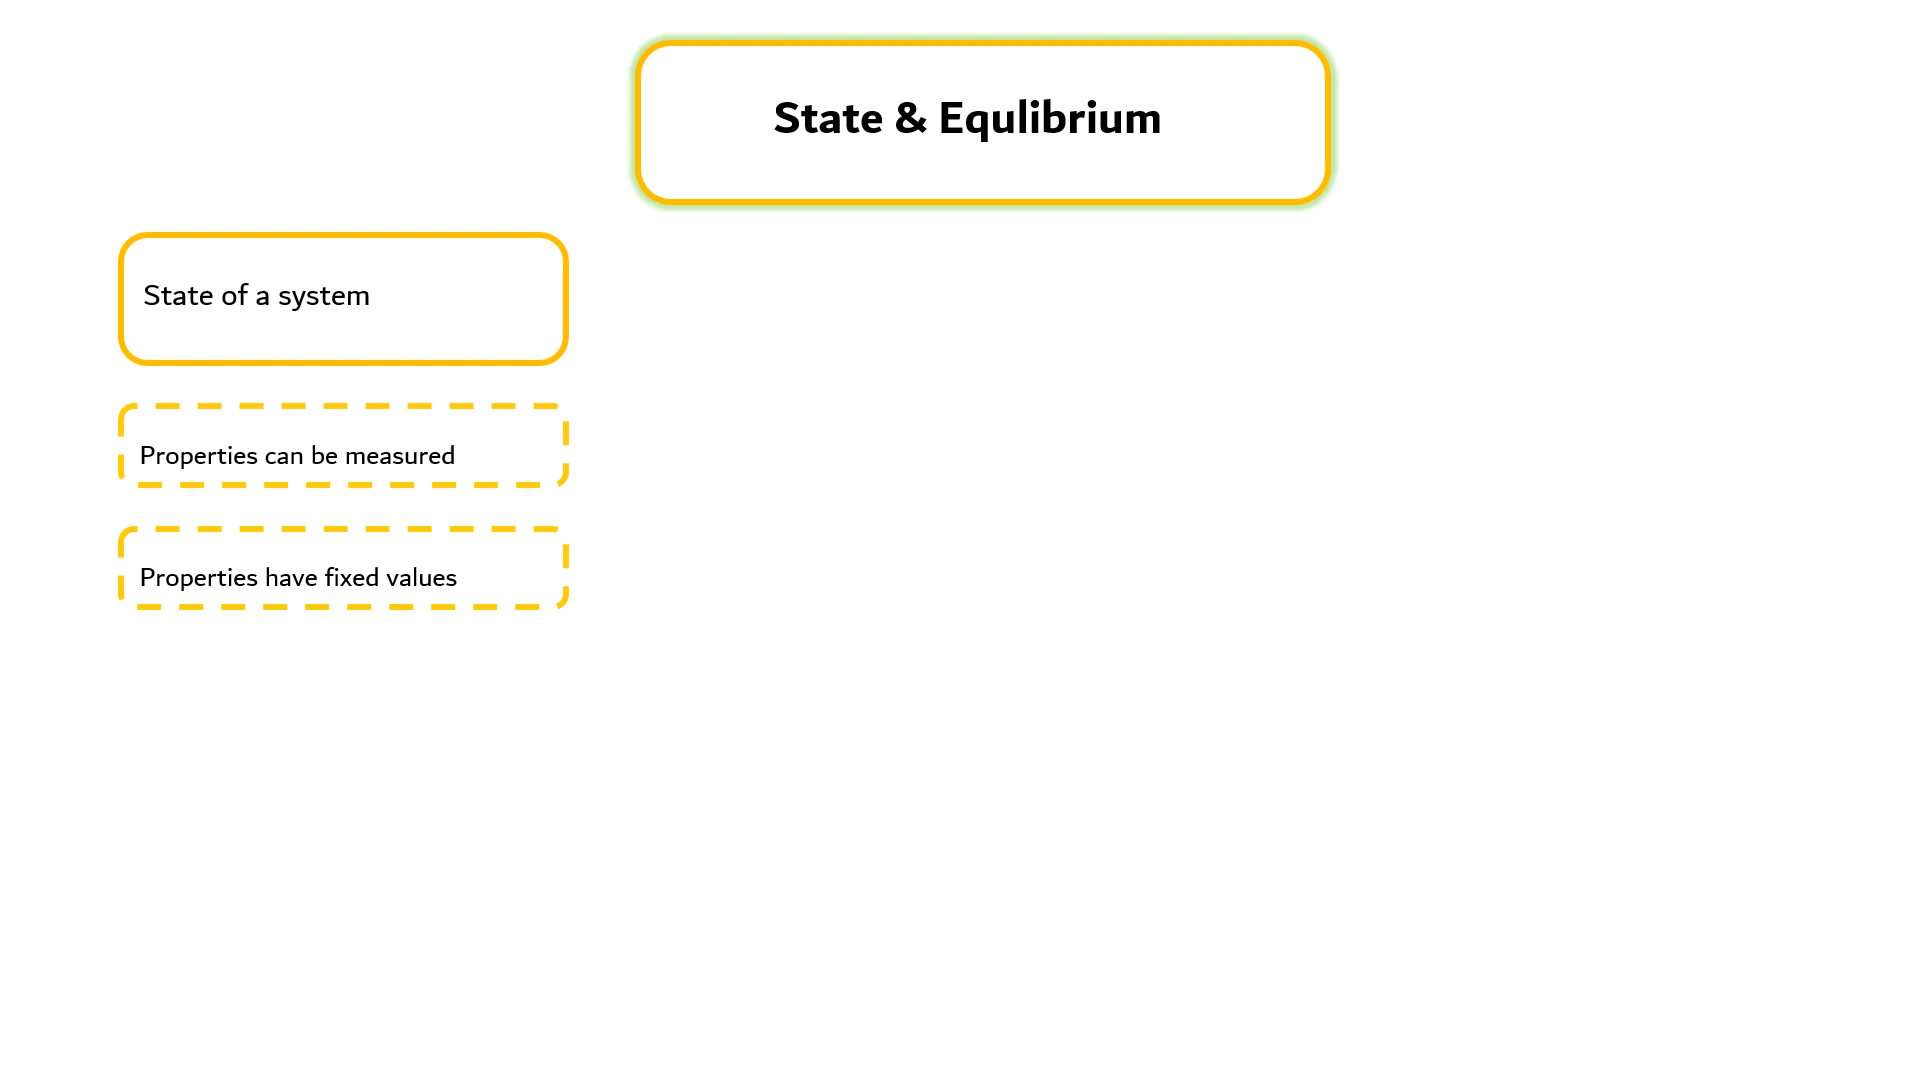 State & Equlibrium
State of a system
Properties can be measured
Properties have fixed values